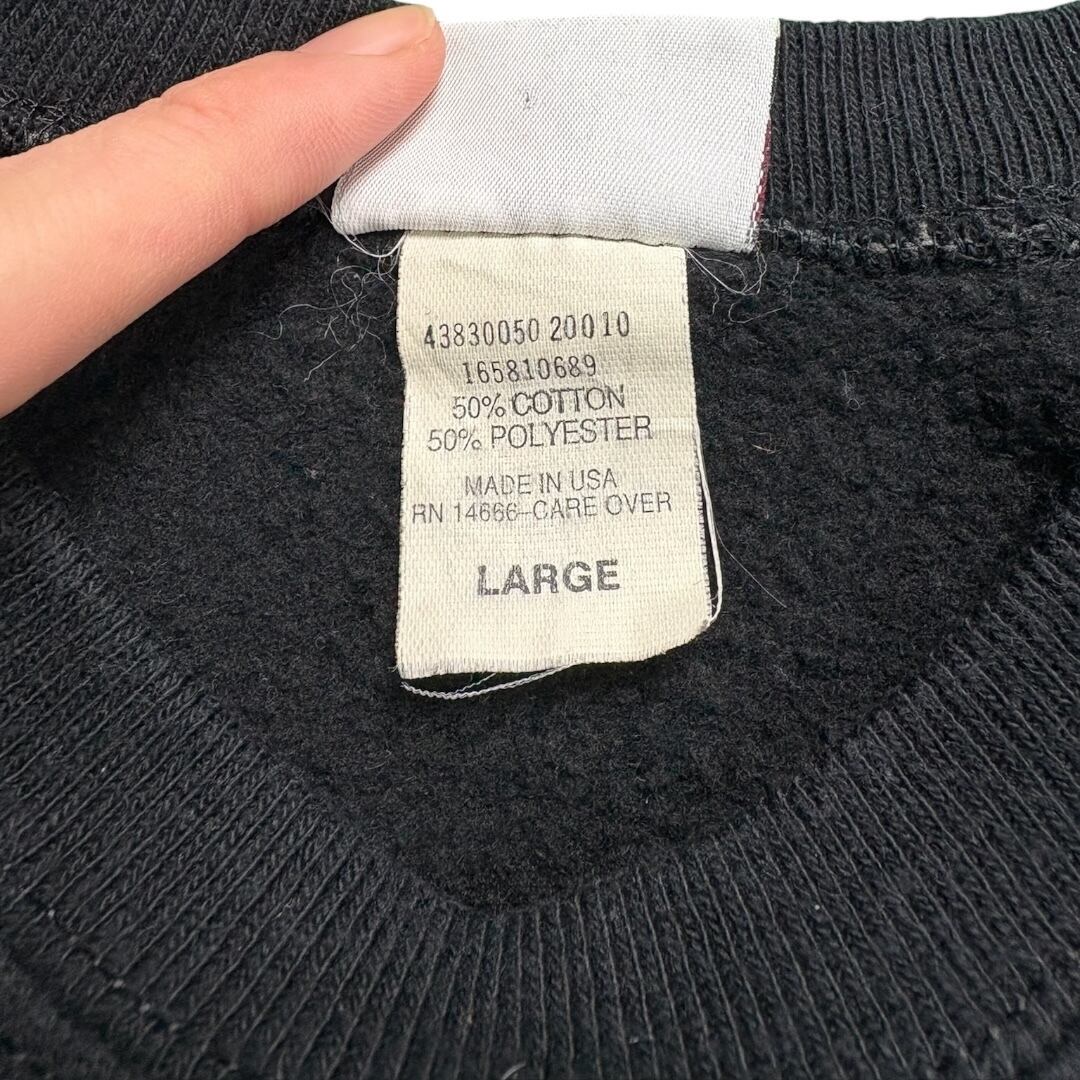 43830050 20010
165810689
50% COTTON
50% POLYESTER
MADE IN USA
RN 14666-CARE OVER
LARGE